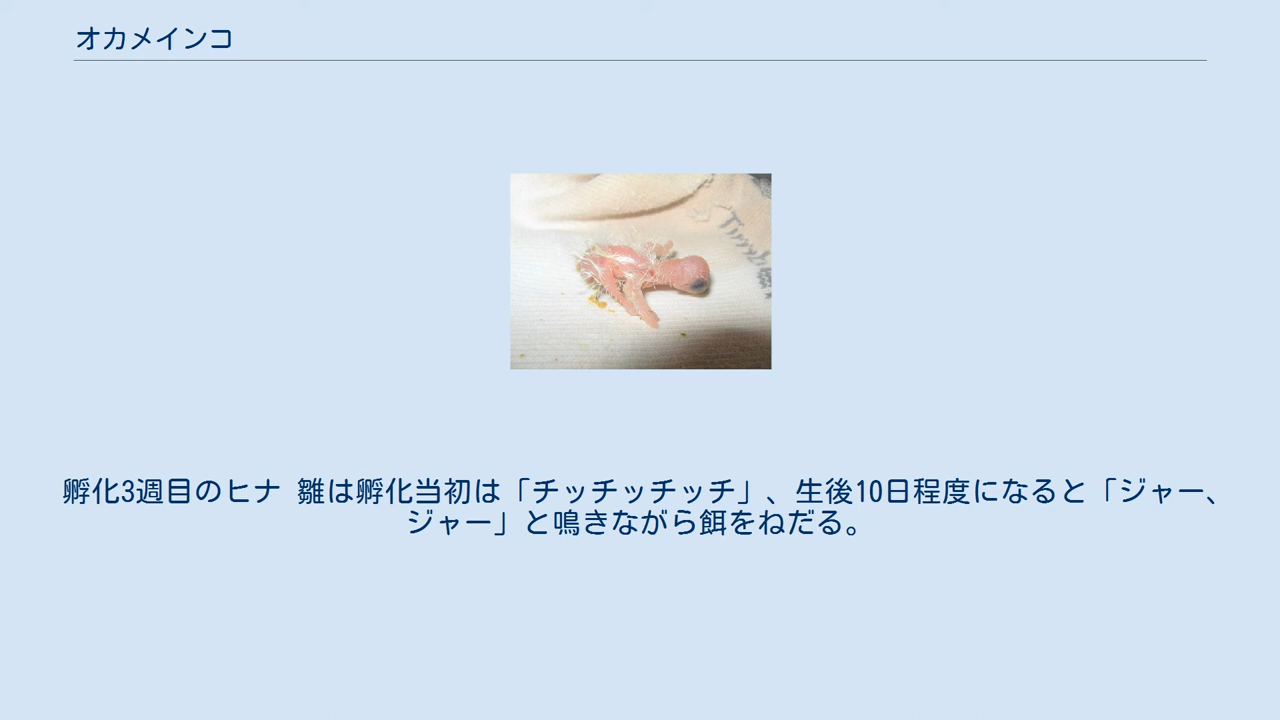 オカメインコ
孵化3週目のヒナ 雛は孵化当初は「チッチッチッチ」、生後10日程度になると「ジャー、
ジャー」と鳴きながら餌をねだる。